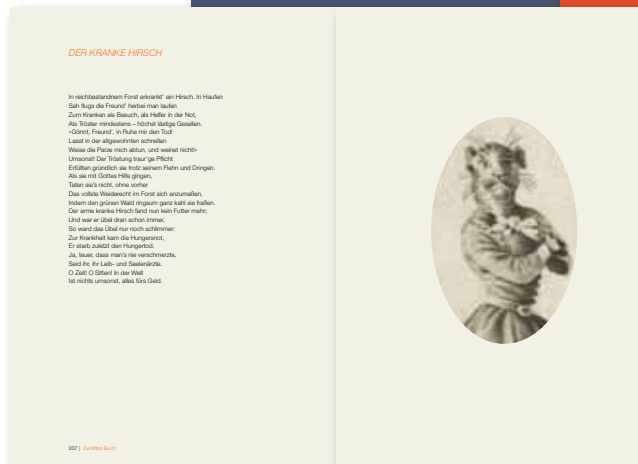 DER KRANKE HIRSCH
In reichbestandnem Forst erkrankt' ein Hirsch. In Haufen
Sah flugs die Freund' herbei man laufen
Zum Kranken als Besuch, als Helfer in der Not,
Als Tröster mindestens – höchst lästige Gesellen.
«Gönnt, Freund', in Ruhe mir den Tod!
Lasst in der altgewohnten schnellen
Weise die Parze mich abtun, und weinet nicht!»
Umsonst! Der Tröstung traur'ge Pflicht
Erfüllten gründlich sie trotz seinem Flehn und Dringen.
Als sie mit Gottes Hilfe gingen,
Taten sie's nicht, ohne vorher
Das vollste Weiderecht im Forst sich anzumaßen,
Indem den grünen Wald ringsum ganz kahl sie fraßen.
Der arme kranke Hirsch fand nun kein Futter mehr;
Und war er übel dran schon immer,
So ward das Übel nur noch schlimmer:
Zur Krankheit kam die Hungersnot,
Er starb zuletzt den Hungertod.
Ja, teuer, dass man's nie verschmerzte,
Seid ihr, ihr Leib- und Seelenärzte.
O Zeit! O Sitten! In der Welt
Ist nichts umsonst, alles fürs Geld.
207 | Zwölftes Buch